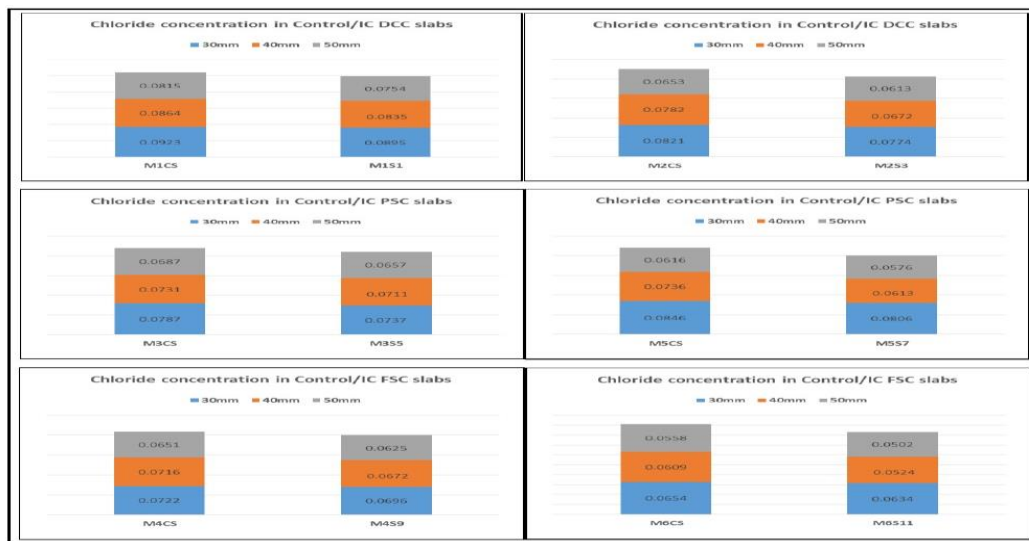 Chloride concentration in Control/IC DCC slabs
30mm 40mm 50mm
0.0815 0.0754
0.0864 0.0835
0.0923 0.0895
M1CS M1S1
Chloride concentration in Control/IC DCC slabs
30mm 40mm 50mm
0.0653 0.0613
0.0782 0.0672
0.0821 0.0774
M2CS M2S3
Chloride concentration in Control/IC PSC slabs
30mm 40mm 50mm
0.0687 0.0657
0.0731 0.0711
0.0787 0.0737
M3CS M3S5
Chloride concentration in Control/IC PSC slabs
30mm 40mm 50mm
0.0616 0.0576
0.0736 0.0613
0.0846 0.0806
M5CS M5S7
Chloride concentration in Control/IC FSC slabs
30mm 40mm 50mm
0.0651 0.0625
0.0716 0.0672
0.0722 0.0696
M4CS M4S9
Chloride concentration in Control/IC FSC slabs
30mm 40mm 50mm
0.0558 0.0502
0.0609 0.0524
0.0654 0.0634
M6CS M6S11